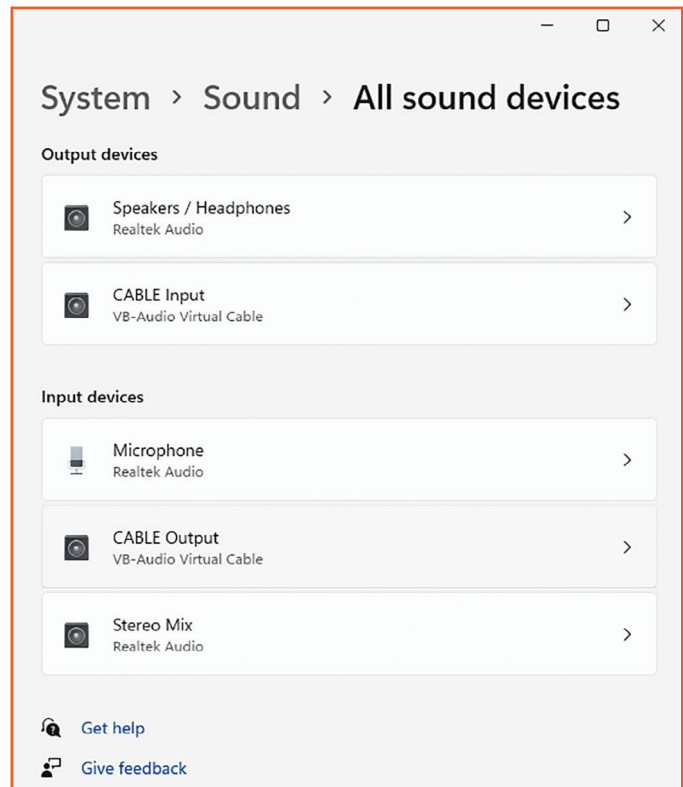 System > Sound > All sound devices
Output devices
Speakers / Headphones
Realtek Audio
CABLE Input
VB-Audio Virtual Cable
Input devices
Microphone
Realtek Audio
CABLE Output
VB-Audio Virtual Cable
Stereo Mix
Realtek Audio
Get help
Give feedback